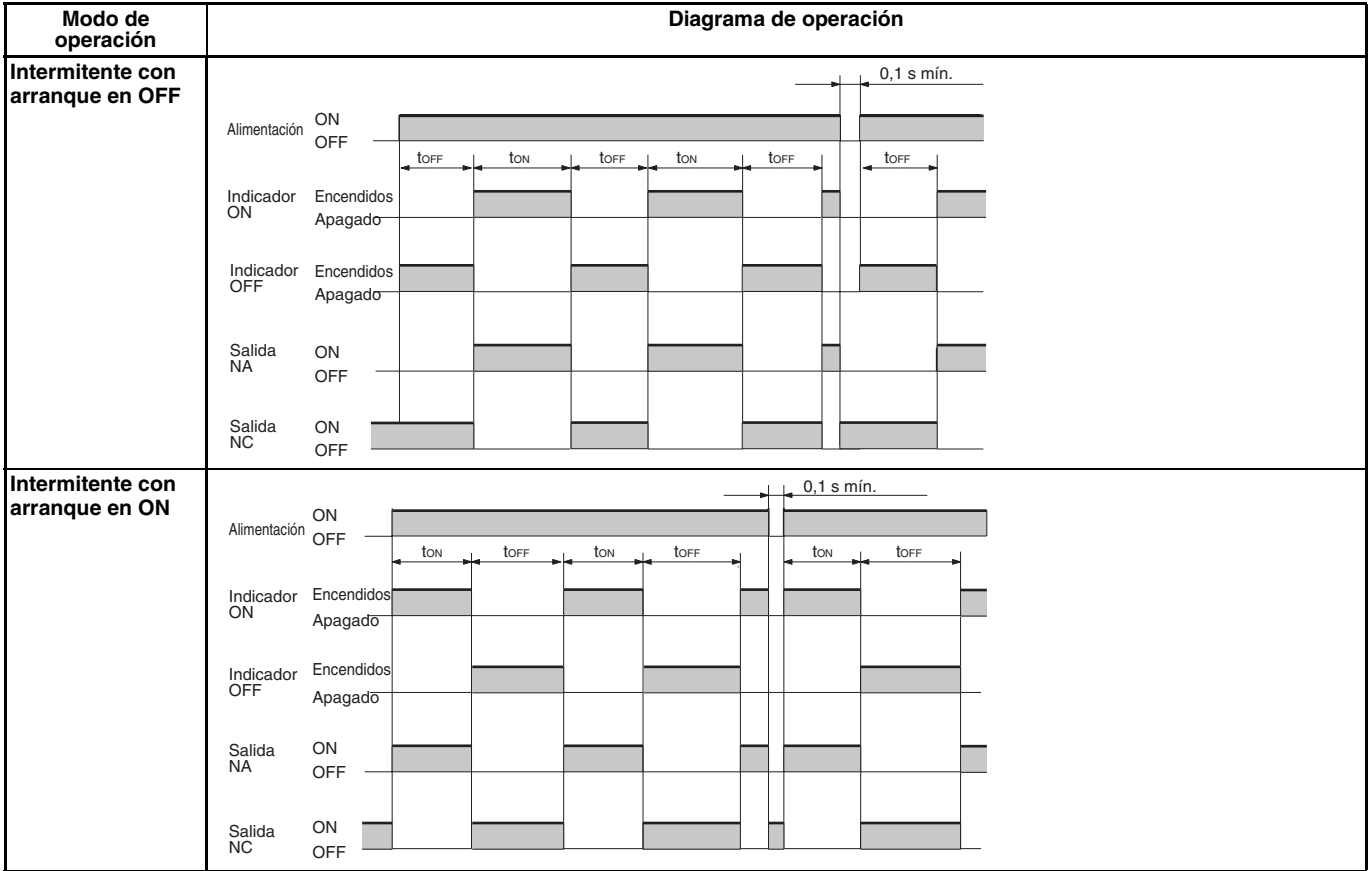 Modo de
operación
Diagrama de operación
Intermitente con
arranque en OFF
0,1 s mín.
Alimentación
ON
OFF
tOFF
tON
tOFF
tON
tOFF
tOFF
Indicador
ON
Encendidos
Apagado
Indicador
OFF
Encendidos
Apagado
Salida
NA
ON
OFF
Salida
NC
ON
OFF
Intermitente con
arranque en ON
0,1 s mín.
Alimentación
ON
OFF
tON
tOFF
tON
tOFF
tON
tOFF
Indicador
ON
Encendidos
Apagado
Indicador
OFF
Encendidos
Apagado
Salida
NA
ON
OFF
Salida
NC
ON
OFF